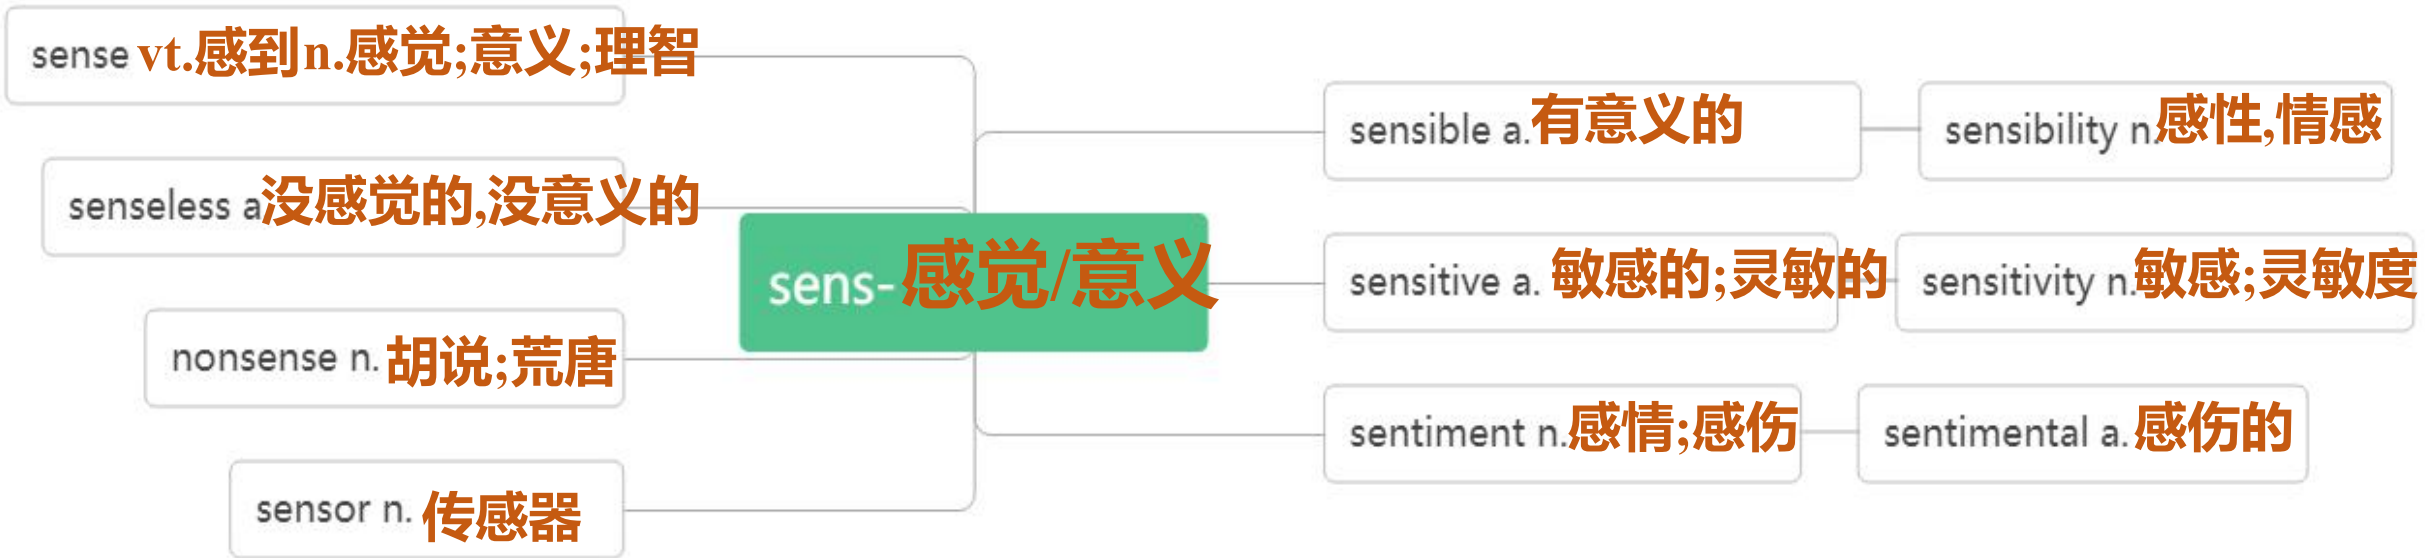 sense vt.感到n.感觉;意义;理智
senseless a没感觉的,没意义的
nonsense n.胡说;荒唐
sensor n.传感器
sens-感觉/意义
sensible a.有意义的
sensibility n.感性,情感
sensitive a.敏感的;灵敏的
sensitivity n.敏感;灵敏度
sentiment n.感情;感伤
sentimental a.感伤的